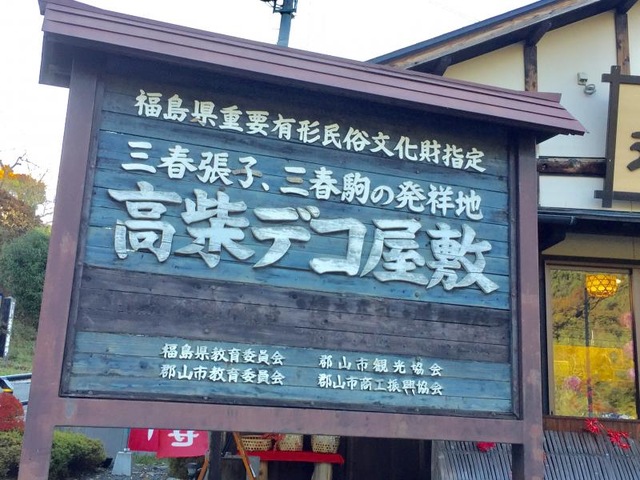 福島県重要有形民俗文化財指定
三春張子、三春駒の発祥地
高柴デコ屋敷
福島県教育委員会 郡山市観光協会
郡山市教育委員会 郡山市商工振興協会